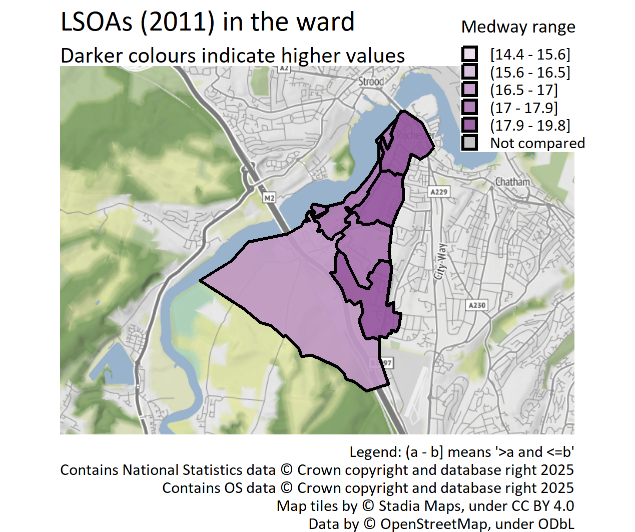 LSOAs (2011) in the ward
Darker colours indicate higher values
Medway range
[14.4 - 15.6]
(15.6 - 16.5]
(16.5 - 17]
(17 - 17.9]
(17.9 - 19.8]
Not compared
A2
Strood
M2
A229
Chatham
City Way
A230
Legend: (a - b] means '>a and <=b'
Contains National Statistics data © Crown copyright and database right 2025
Contains OS data © Crown copyright and database right 2025
Map tiles by © Stadia Maps, under CC BY 4.0
Data by © OpenStreetMap, under ODbL